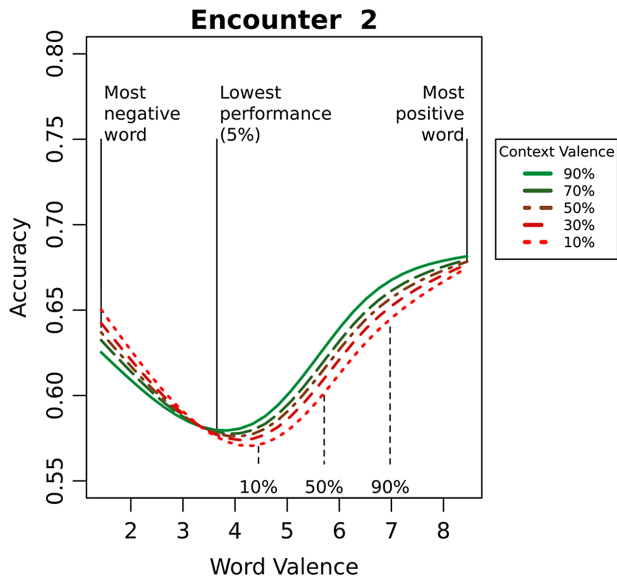 Encounter 2
0.80
0.75
0.70
0.65
0.60
0.55
Accuracy
Most
negative
word
Lowest
performance
(5%)
Most
positive
word
10% 50% 90%
2 3 4 5 6 7 8
Word Valence
Context Valence
90%
70%
50%
30%
10%